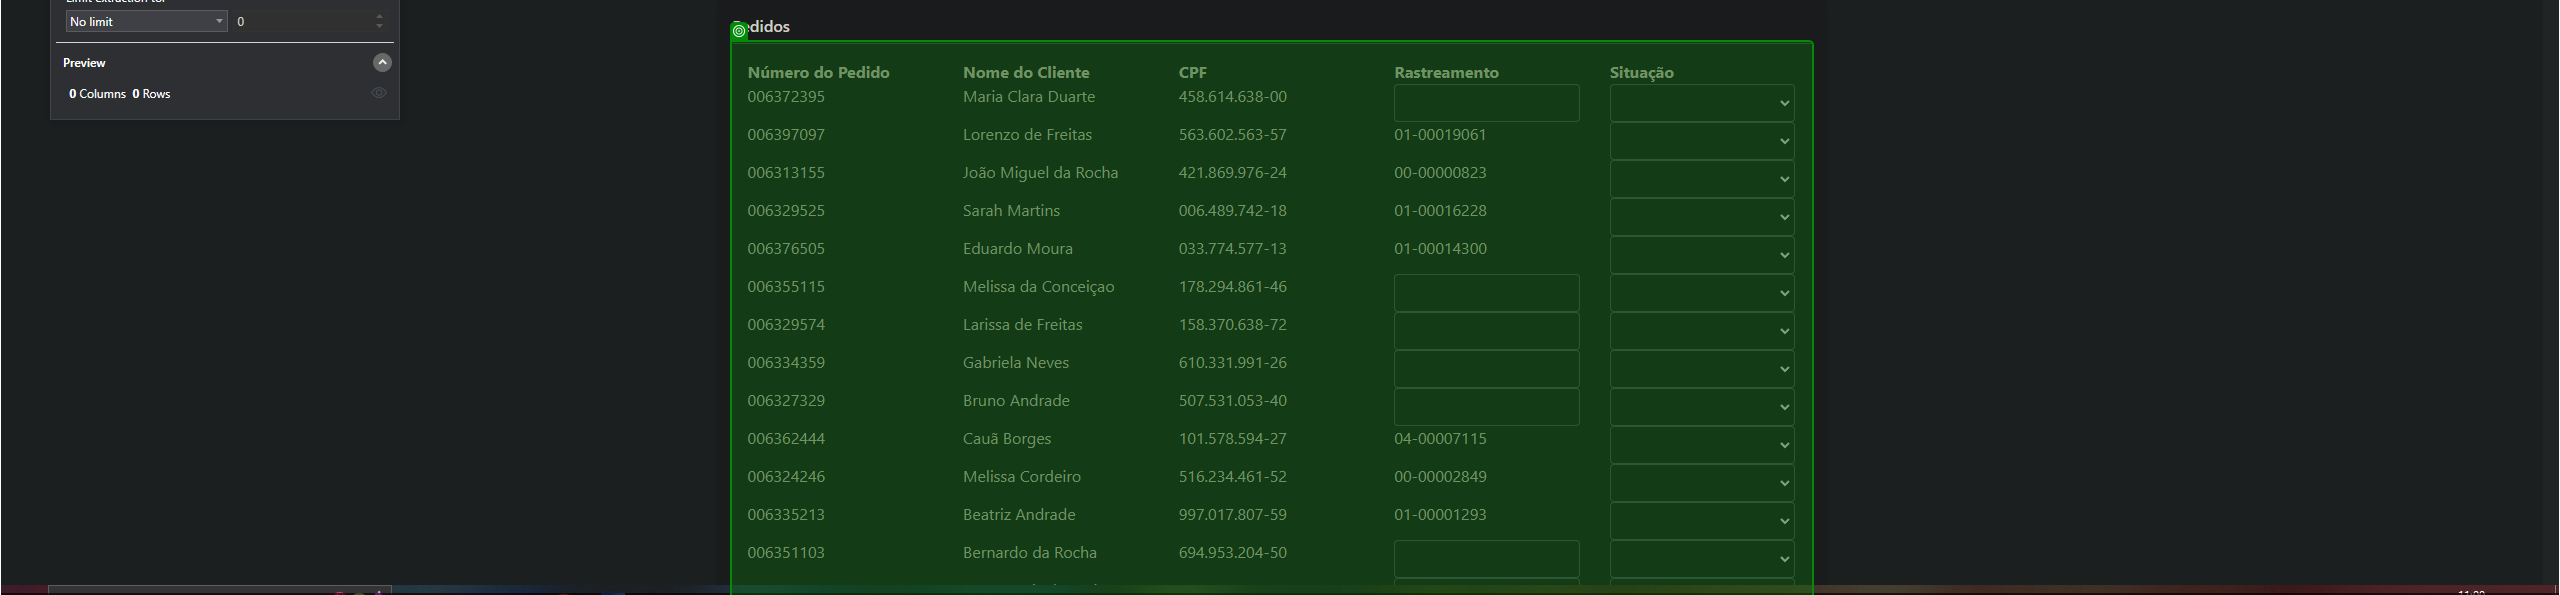 No limit 0
Preview
0 Columns 0 Rows
edidos
Número do Pedido Nome do Cliente CPF Rastreamento Situação
006372395 Maria Clara Duarte 458.614.638-00
006397097 Lorenzo de Freitas 563.602.563-57 01-00019061
006313155 João Miguel da Rocha 421.869.976-24 00-00000823
006329525 Sarah Martins 006.489.742-18 01-00016228
006376505 Eduardo Moura 033.774.577-13 01-00014300
006355115 Melissa da Conceiçao 178.294.861-46
006329574 Larissa de Freitas 158.370.638-72
006334359 Gabriela Neves 610.331.991-26
006327329 Bruno Andrade 507.531.053-40
006362444 Cauã Borges 101.578.594-27 04-00007115
006324246 Melissa Cordeiro 516.234.461-52 00-00002849
006335213 Beatriz Andrade 997.017.807-59 01-00001293
006351103 Bernardo da Rocha 694.953.204-50